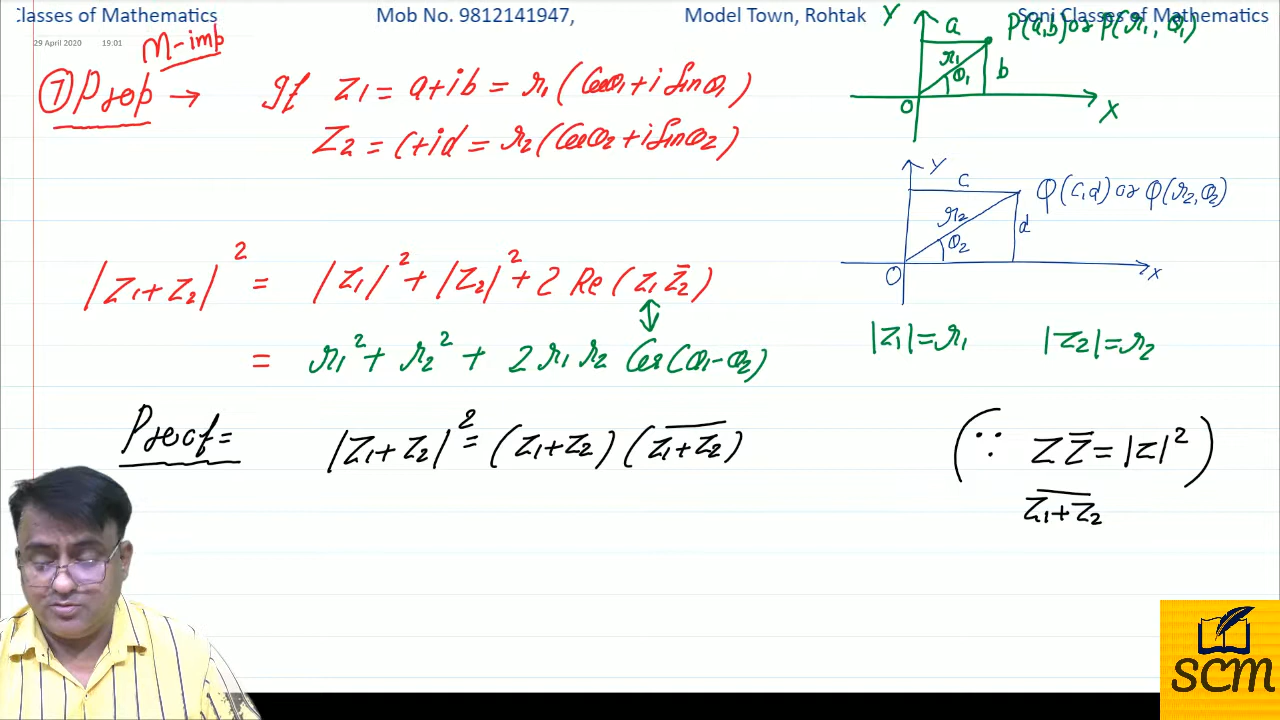 Classes of Mathematics Mob No. 9812141947, Model Town, Rohtak Soni Classes of Mathematics
29 April 2020 19:01
M-imp
⑦ Prop → If Z₁ = a+ib = r₁(Cosθ₁+i Sinθ₁)
Z₂ = c+id = r₂(Cosθ₂+i Sinθ₂)
Y a P(a,b) or P(r₁, θ₁)
r₁ θ₁ b
O X
Y c Q(c,d) or Q(r₂,θ₂)
r₂ θ₂ d
O X
|Z₁+Z₂|² = |Z₁|²+|Z₂|²+2 Re(Z₁Z̄₂)
↕
= r₁²+ r₂² + 2 r₁ r₂ Cos(θ₁-θ₂)
|Z₁|=r₁ |Z₂|=r₂
Proof= |Z₁+Z₂|² = (Z₁+Z₂)(\overline{Z₁+Z₂}) (∵ ZZ̄=|Z|²)
\overline{Z₁+Z₂}
SCM